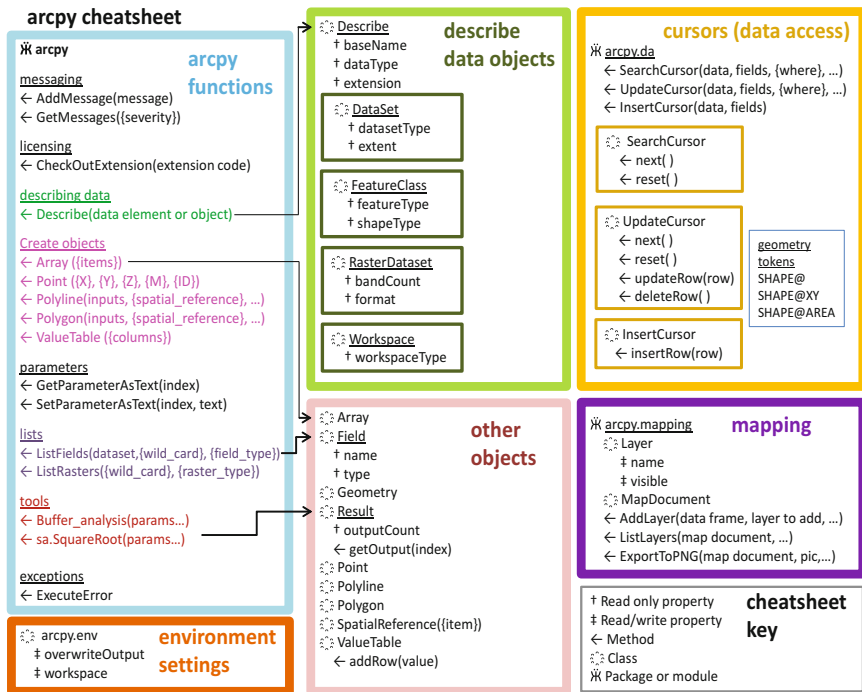 arcpy cheatsheet
arcpy
functions
Ӝ arcpy
messaging
← AddMessage(message)
← GetMessages({severity})
licensing
← CheckOutExtension(extension code)
describing data
← Describe(data element or object)
Create objects
← Array ({items})
← Point ({X}, {Y}, {Z}, {M}, {ID})
← Polyline(inputs, {spatial_reference}, ...)
← Polygon(inputs, {spatial_reference}, ...)
← ValueTable ({columns})
parameters
← GetParameterAsText(index)
← SetParameterAsText(index, text)
lists
← ListFields(dataset,{wild_card}, {field_type})
← ListRasters({wild_card}, {raster_type})
tools
← Buffer_analysis(params...)
← sa.SquareRoot(params...)
exceptions
← ExecuteError
environment
settings
arcpy.env
‡ overwriteOutput
‡ workspace
describe
data objects
Describe
† baseName
† dataType
† extension
DataSet
† datasetType
† extent
FeatureClass
† featureType
† shapeType
RasterDataset
† bandCount
† format
Workspace
† workspaceType
other
objects
Array
Field
† name
† type
Geometry
Result
† outputCount
← getOutput(index)
Point
Polyline
Polygon
SpatialReference({item})
ValueTable
← addRow(value)
cursors (data access)
Ӝ arcpy.da
← SearchCursor(data, fields, {where}, ...)
← UpdateCursor(data, fields, {where}, ...)
← InsertCursor(data, fields)
SearchCursor
← next( )
← reset( )
UpdateCursor
← next( )
← reset( )
← updateRow(row)
← deleteRow( )
geometry
tokens
SHAPE@
SHAPE@XY
SHAPE@AREA
InsertCursor
← insertRow(row)
mapping
Ӝ arcpy.mapping
Layer
‡ name
‡ visible
MapDocument
← AddLayer(data frame, layer to add, ...)
← ListLayers(map document, ...)
← ExportToPNG(map document, pic,...)
cheatsheet
key
† Read only property
‡ Read/write property
← Method
Class
Ӝ Package or module